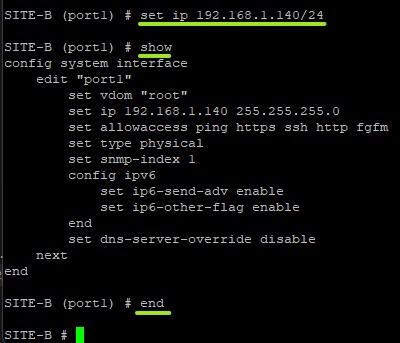 SITE-B (port1) # set ip 192.168.1.140/24
SITE-B (port1) # show
config system interface
    edit "port1"
        set vdom "root"
        set ip 192.168.1.140 255.255.255.0
        set allowaccess ping https ssh http fgfm
        set type physical
        set snmp-index 1
        config ipv6
            set ip6-send-adv enable
            set ip6-other-flag enable
        end
        set dns-server-override disable
    next
end
SITE-B (port1) # end
SITE-B #